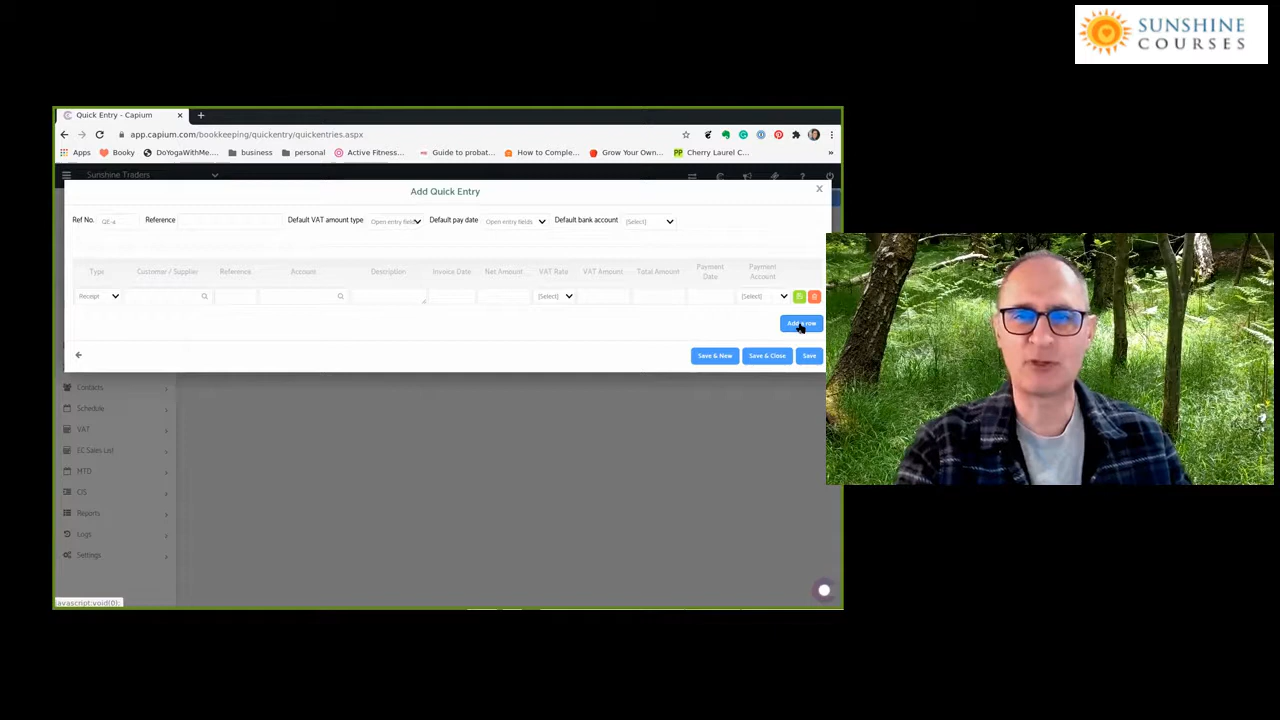 SUNSHINE
COURSES
Quick Entry - Capium
app.capium.com/bookkeeping/quickentry/quickentries.aspx
Apps Booky DoYogaWithMe.... business personal Active Fitness... Guide to probat... How to Comple... Grow Your Own... Cherry Laurel C... »
Sunshine Traders
Add Quick Entry X
Ref No. QE-4 Reference Default VAT amount type Open entry fields Default pay date Open entry fields Default bank account [Select]
Type Customer / Supplier Reference Account Description Invoice Date Net Amount VAT Rate VAT Amount Total Amount Payment Date Payment Account
Receipt [Select] [Select]
Add a row
Save & New Save & Close Save
Contacts
Schedule
VAT
EC Sales List
MTD
CIS
Reports
Logs
Settings
javascript:void(0);